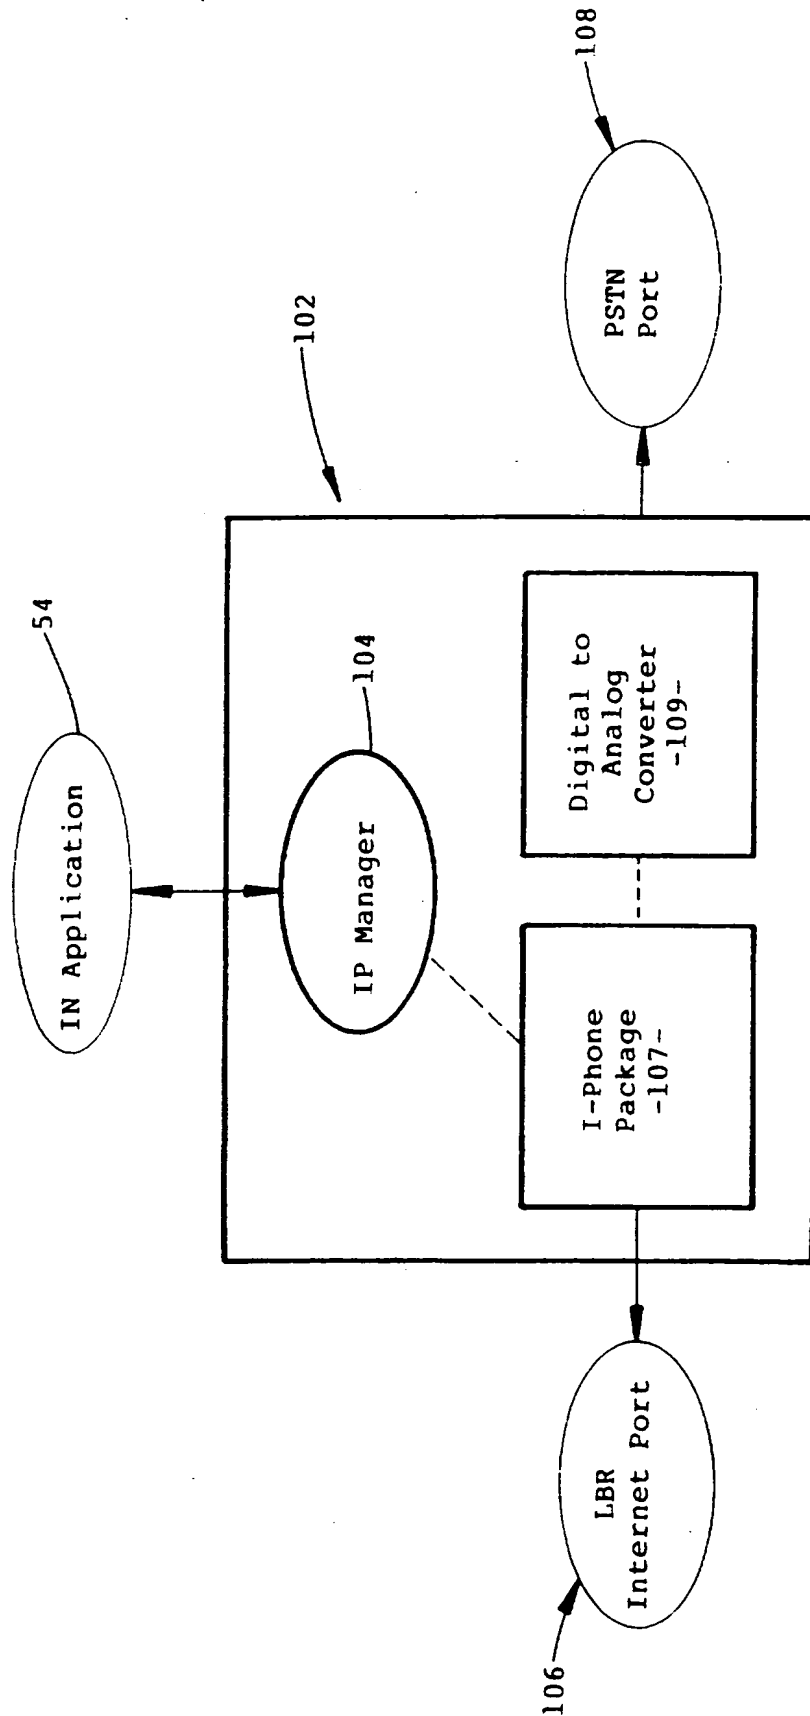 IN Application
54
102
IP Manager
104
108
PSTN
Port
Digital to
Analog
Converter
-109-
I-Phone
Package
-107-
LBR
Internet Port
106